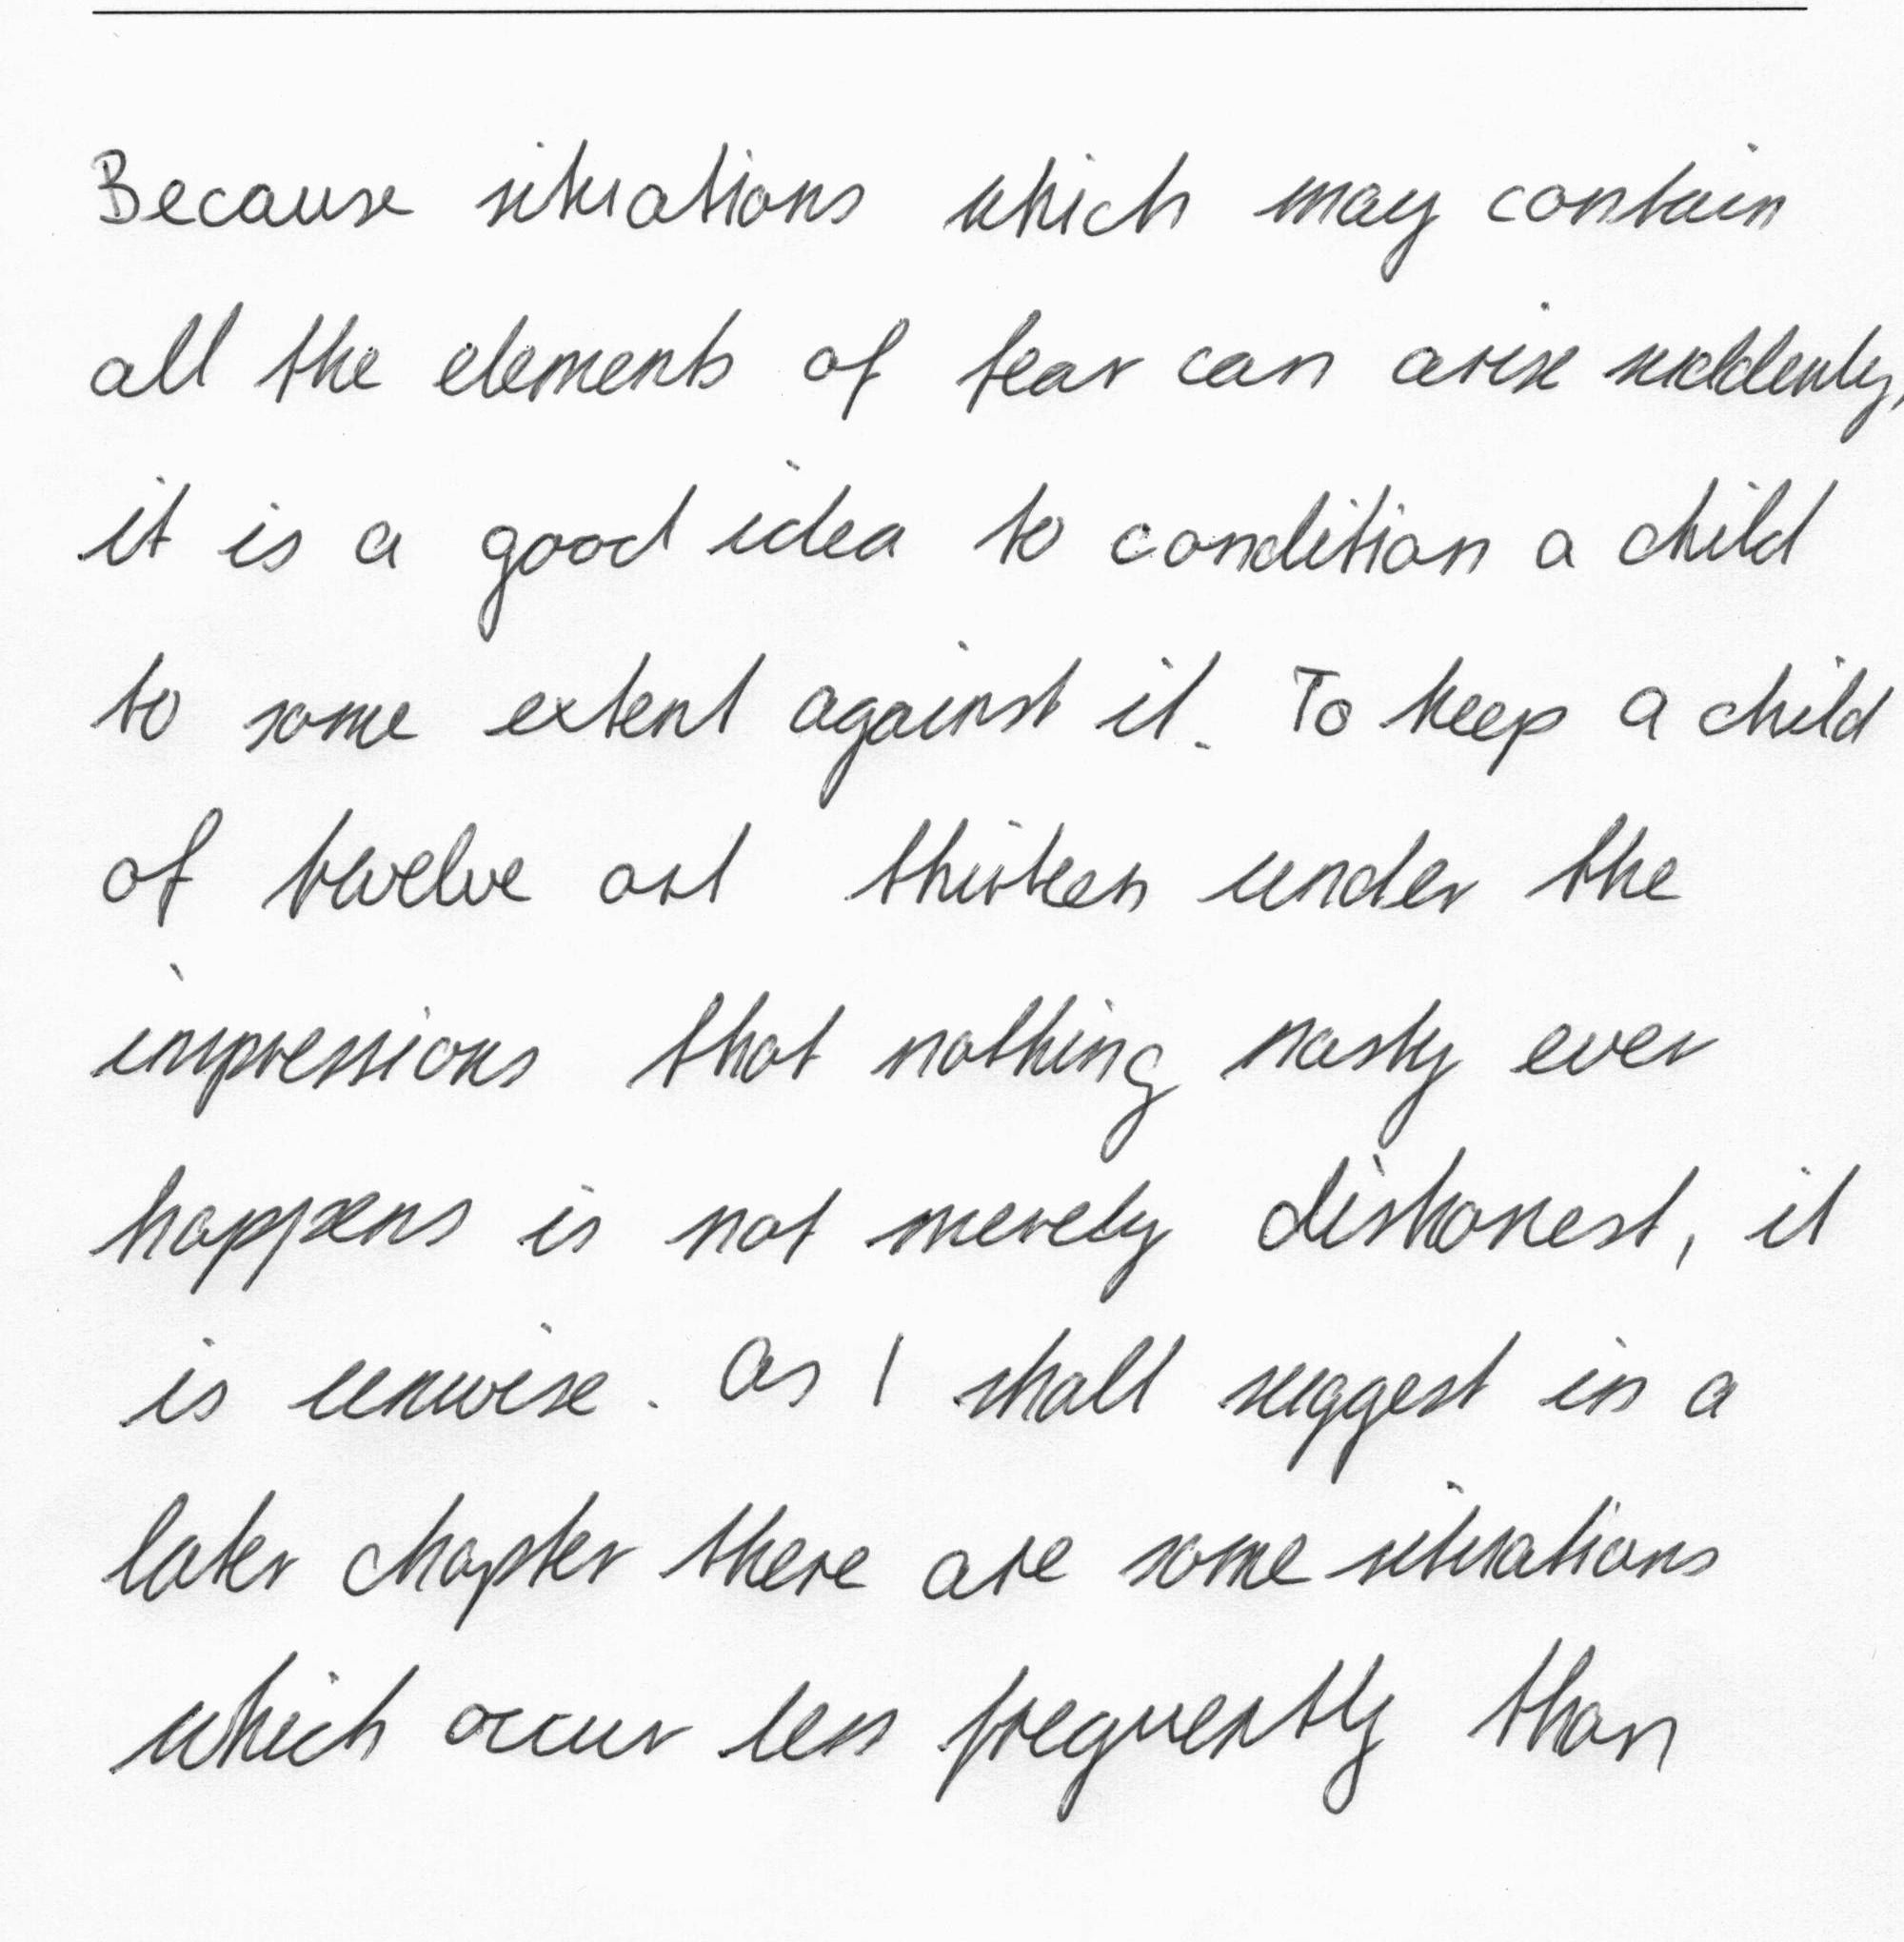 Because situations which may contain
all the elements of fear can arise suddenly,
it is a good idea to condition a child
to some extent against it. To keep a child
of twelve or thirteen under the
impressions that nothing nasty ever
happens is not merely dishonest, it
is unwise. As I shall suggest in a
later chapter there are some situations
which occur less frequently than